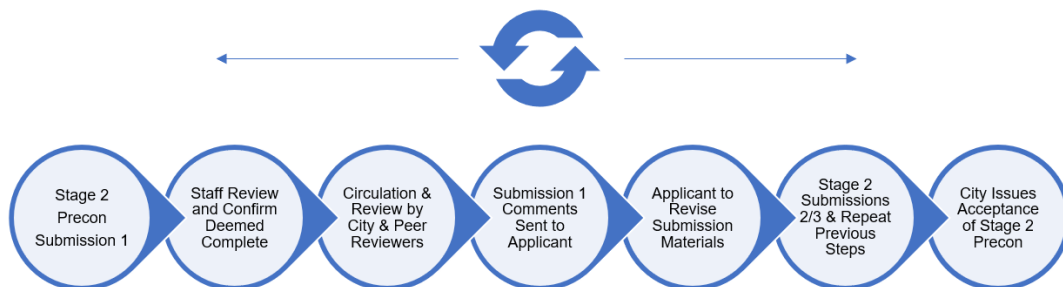 Stage 2
Precon
Submission 1
Staff Review
and Confirm
Deemed
Complete
Circulation &
Review by
City & Peer
Reviewers
Submission 1
Comments
Sent to
Applicant
Applicant to
Revise
Submission
Materials
Stage 2
Submissions
2/3 & Repeat
Previous
Steps
City Issues
Acceptance
of Stage 2
Precon